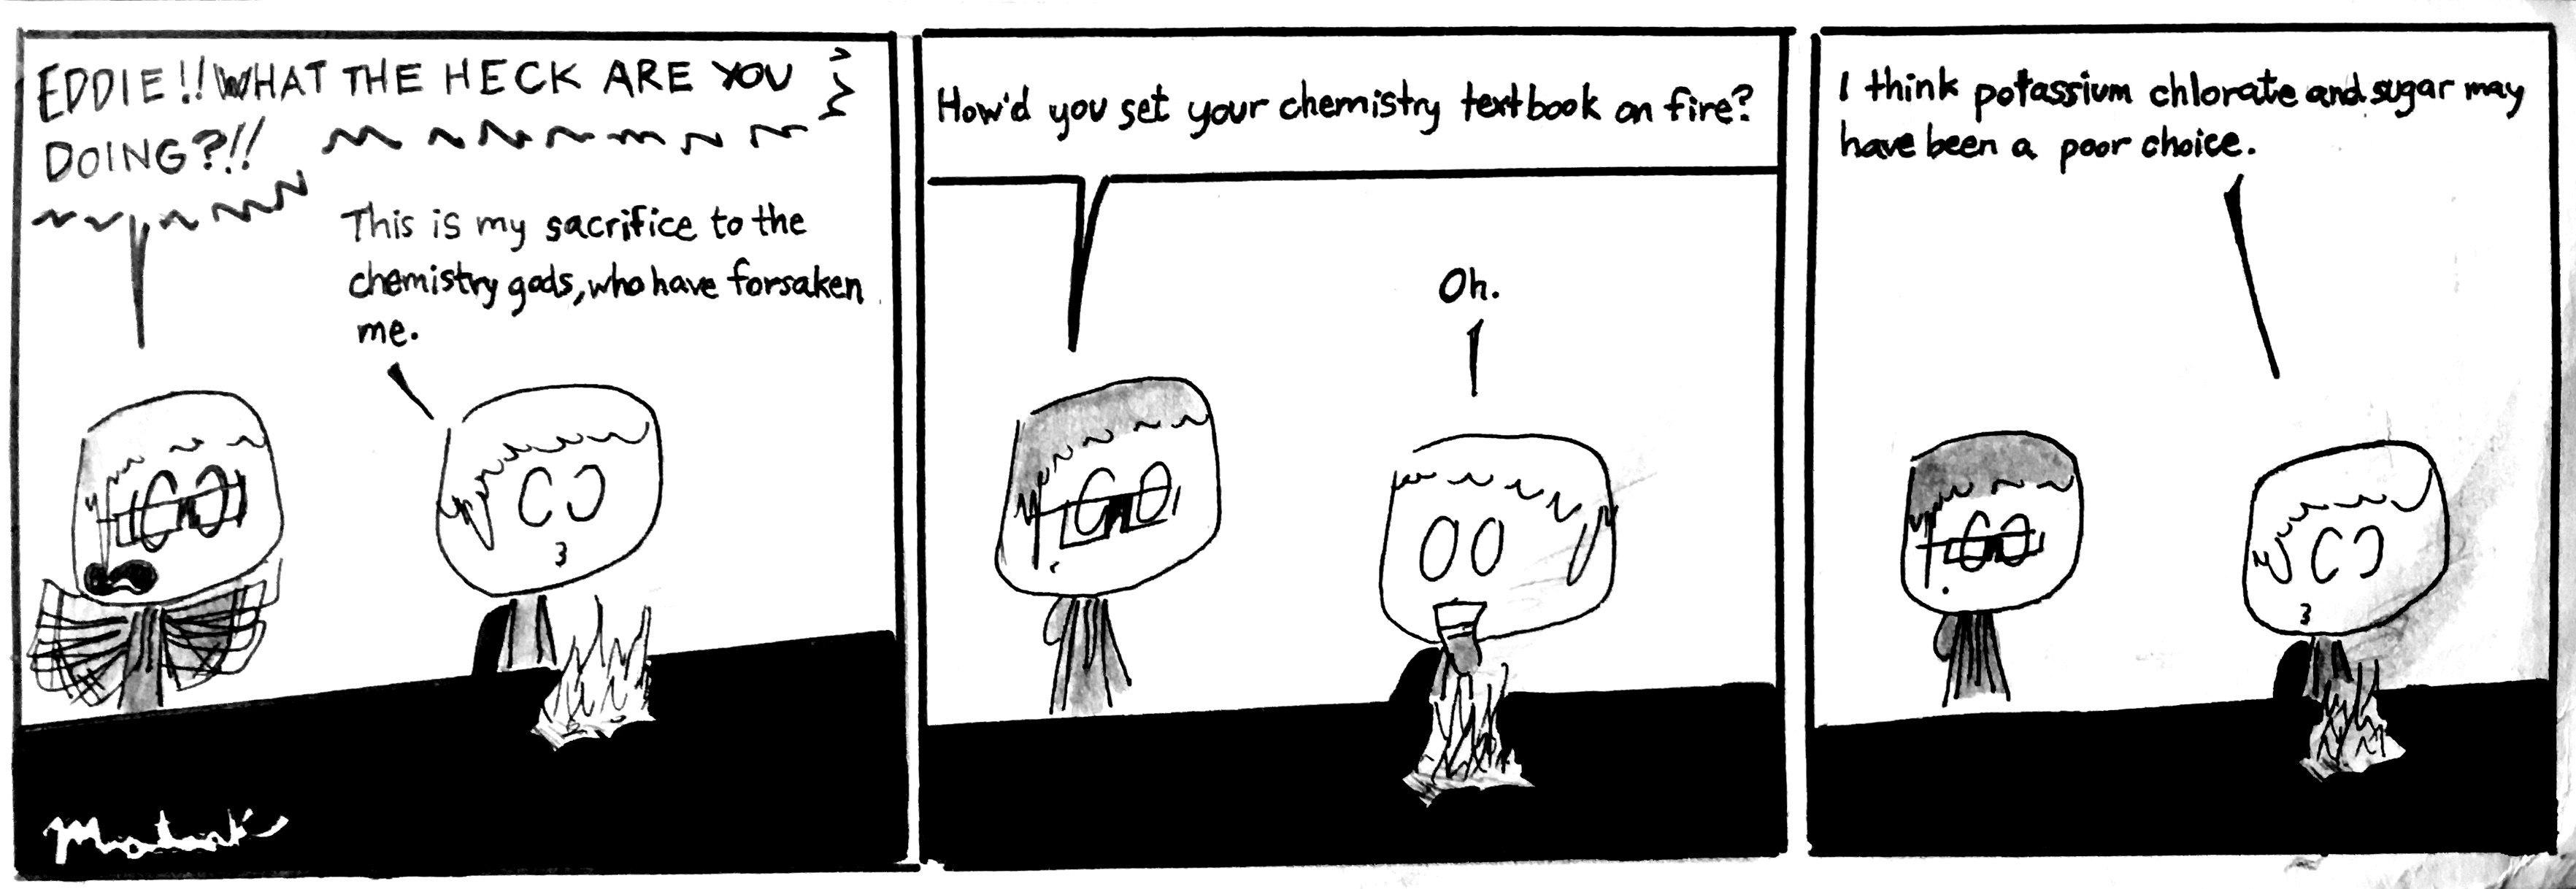 EDDIE!! WHAT THE HECK ARE YOU
DOING?!!
This is my sacrifice to the
chemistry gods, who have forsaken
me.
How'd you set your chemistry textbook on fire?
Oh.
I think potassium chlorate and sugar may
have been a poor choice.